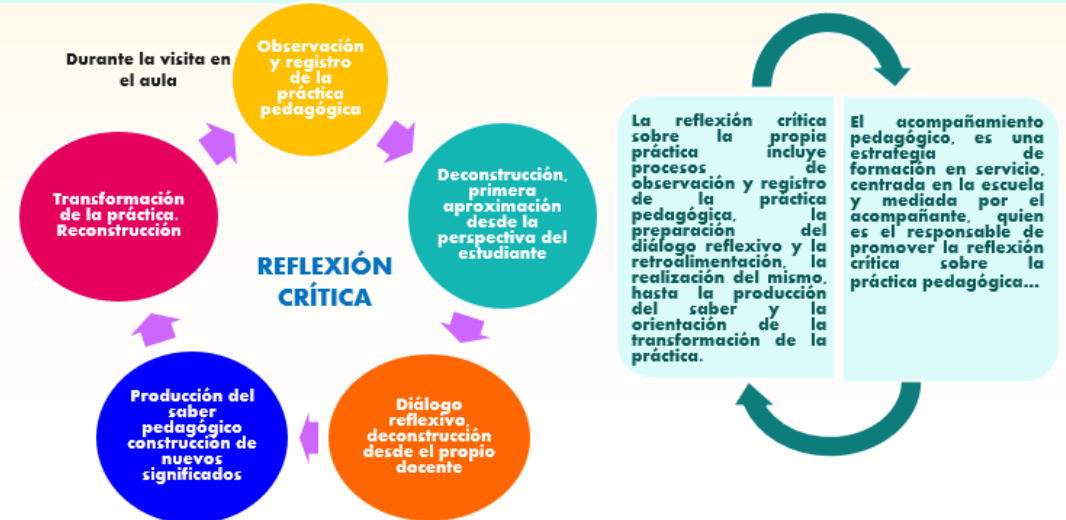 Durante la visita en
el aula
Observación
y registro
de la
práctica
pedagógica
Deconstrucción,
primera
aproximación
desde la
perspectiva del
estudiante
Diálogo
reflexivo,
deconstrucción
desde el propio
docente
Producción del
saber
pedagógico
construcción de
nuevos
significados
Transformación
de la práctica.
Reconstrucción
REFLEXIÓN
CRÍTICA
La reflexión crítica
sobre la propia
práctica incluye
procesos de
observación y registro
de la práctica
pedagógica, la
preparación del
diálogo reflexivo y la
retroalimentación, la
realización del mismo,
hasta la producción
del saber y la
orientación de la
transformación de la
práctica.
El acompañamiento
pedagógico, es una
estrategia de
formación en servicio,
centrada en la escuela
y mediada por el
acompañante, quien
es el responsable de
promover la reflexión
crítica sobre la
práctica pedagógica...